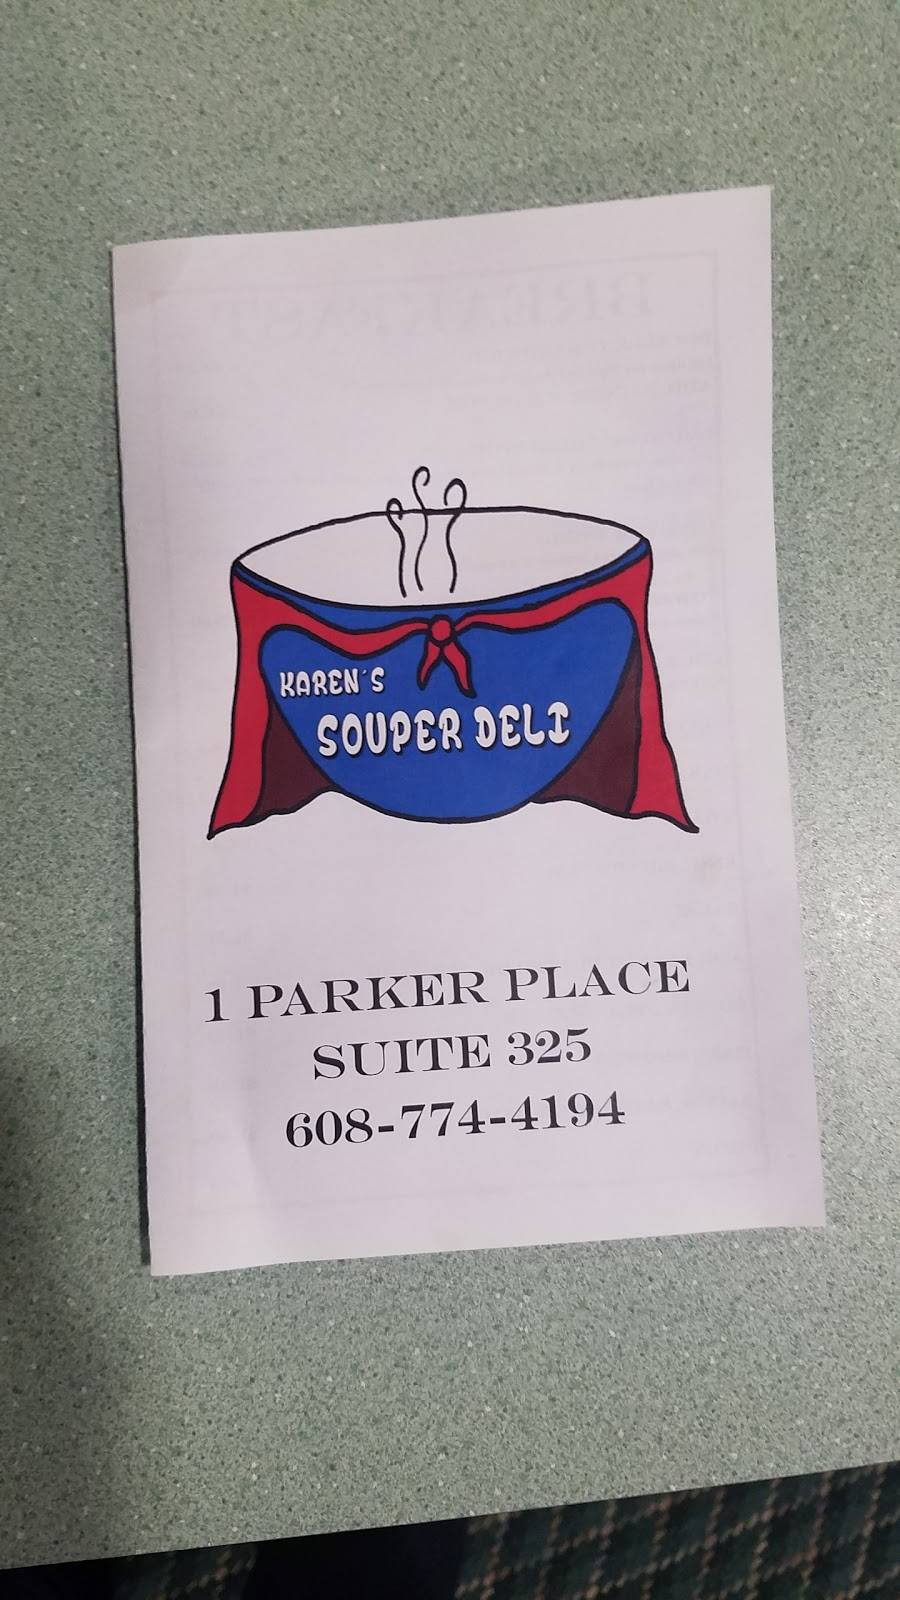 KAREN'S
SOUPER DELI
1 PARKER PLACE
SUITE 325
608-774-4194